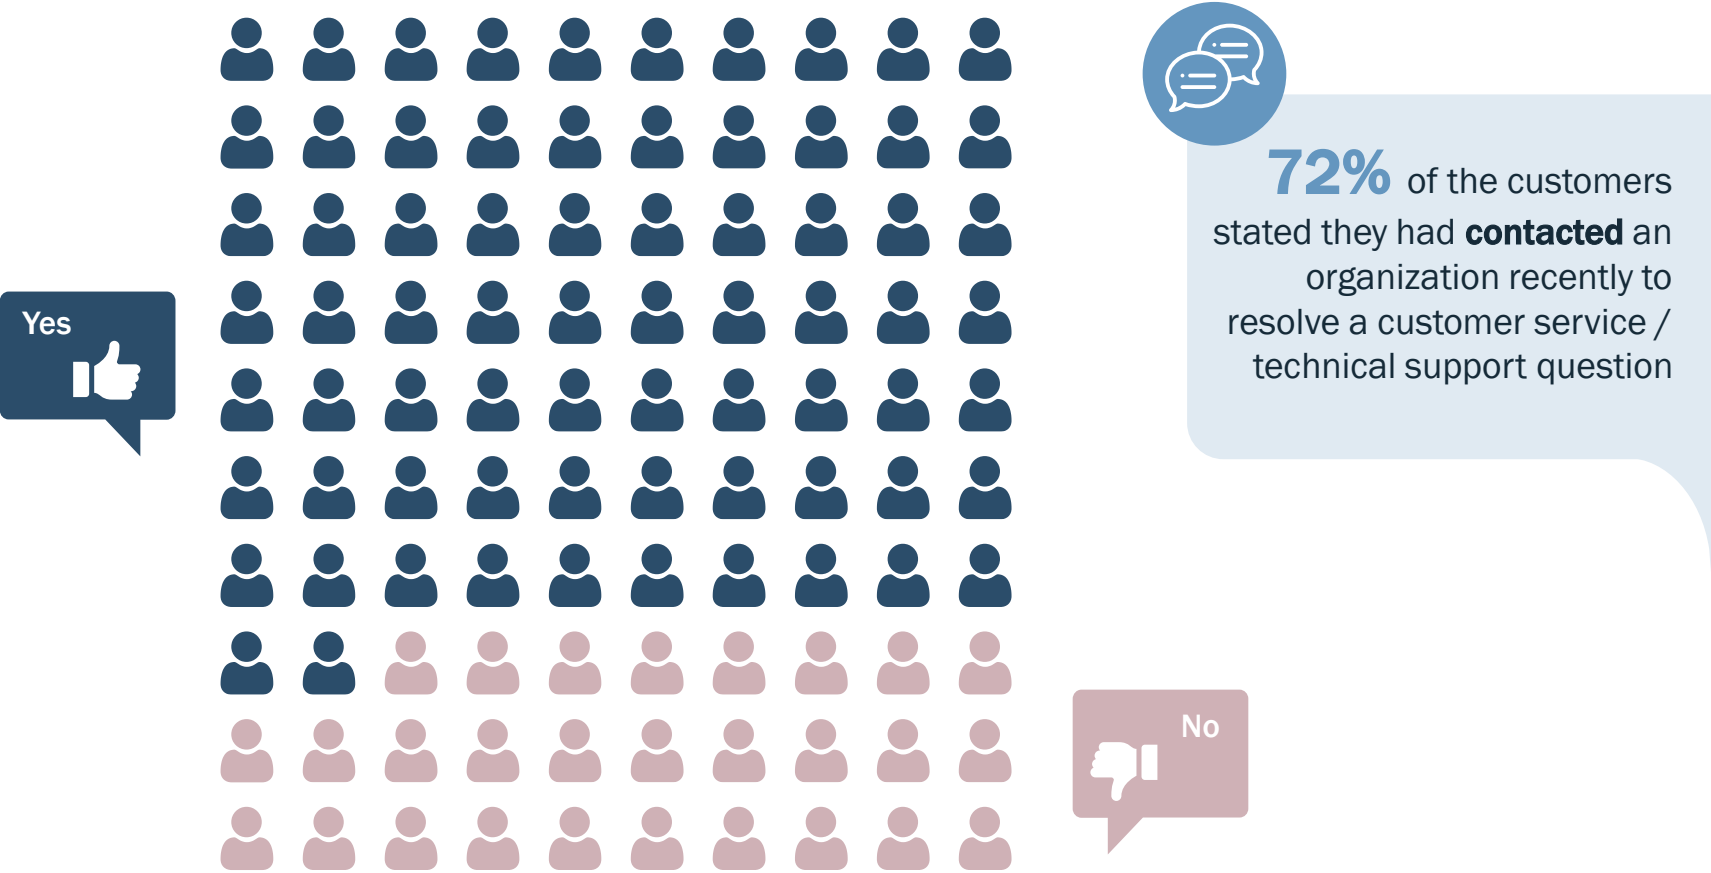 Yes
72% of the customers
stated they had contacted an
organization recently to
resolve a customer service /
technical support question
No